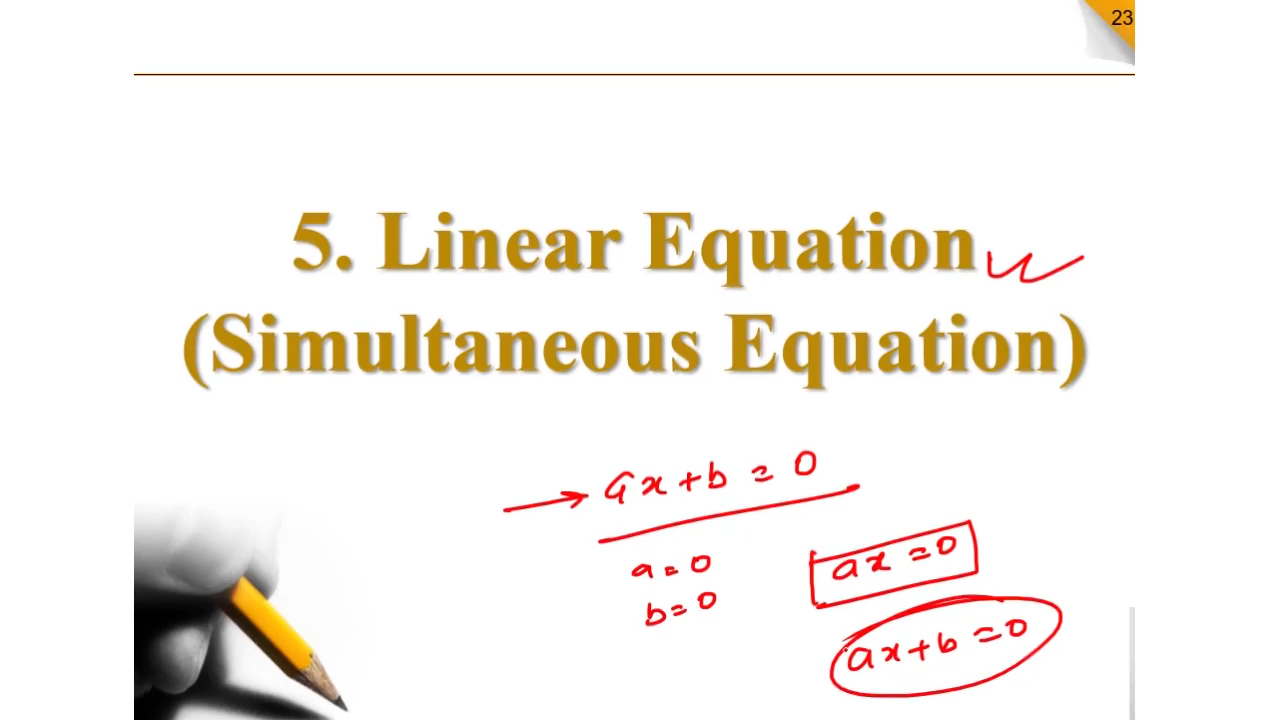 23
5. Linear Equation
(Simultaneous Equation)
ax+b=0
a=0
b=0
ax=0
ax+b=0